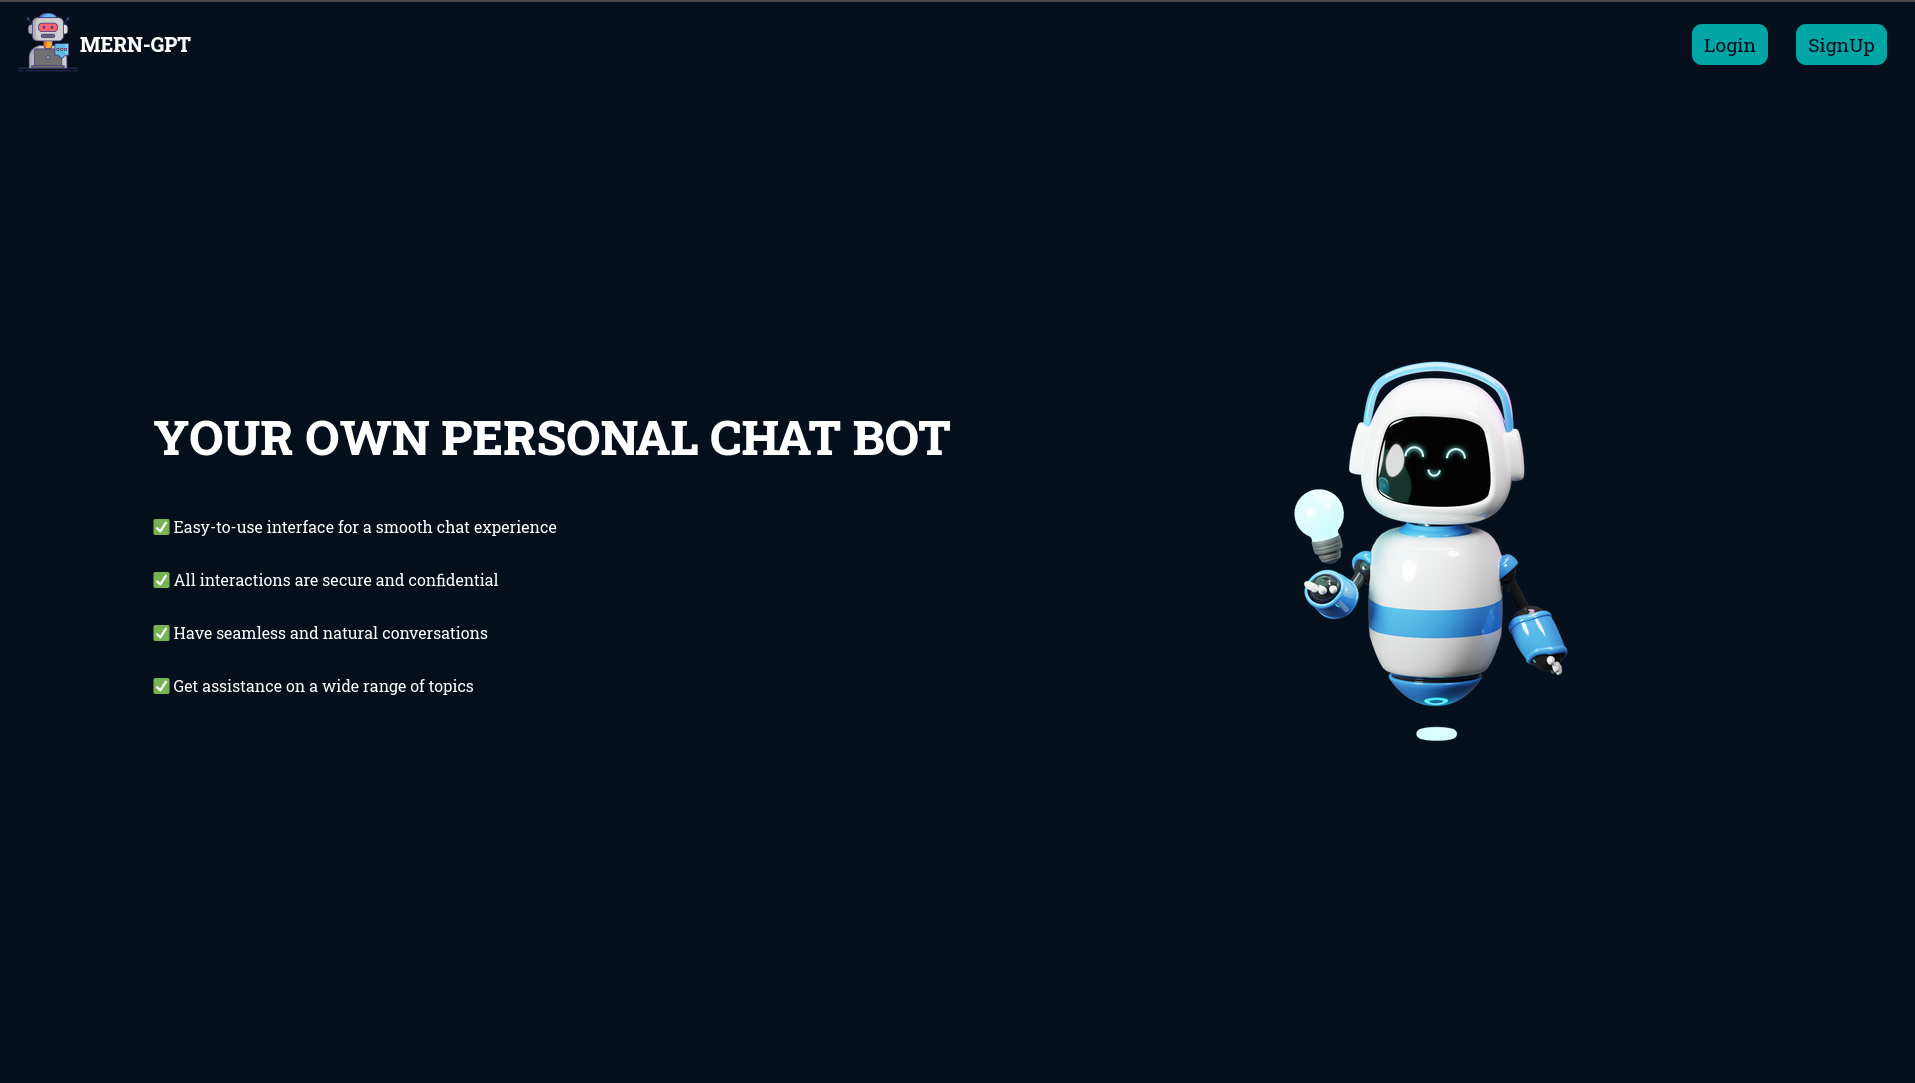 MERN-GPT
Login
SignUp
YOUR OWN PERSONAL CHAT BOT
✅ Easy-to-use interface for a smooth chat experience
✅ All interactions are secure and confidential
✅ Have seamless and natural conversations
✅ Get assistance on a wide range of topics